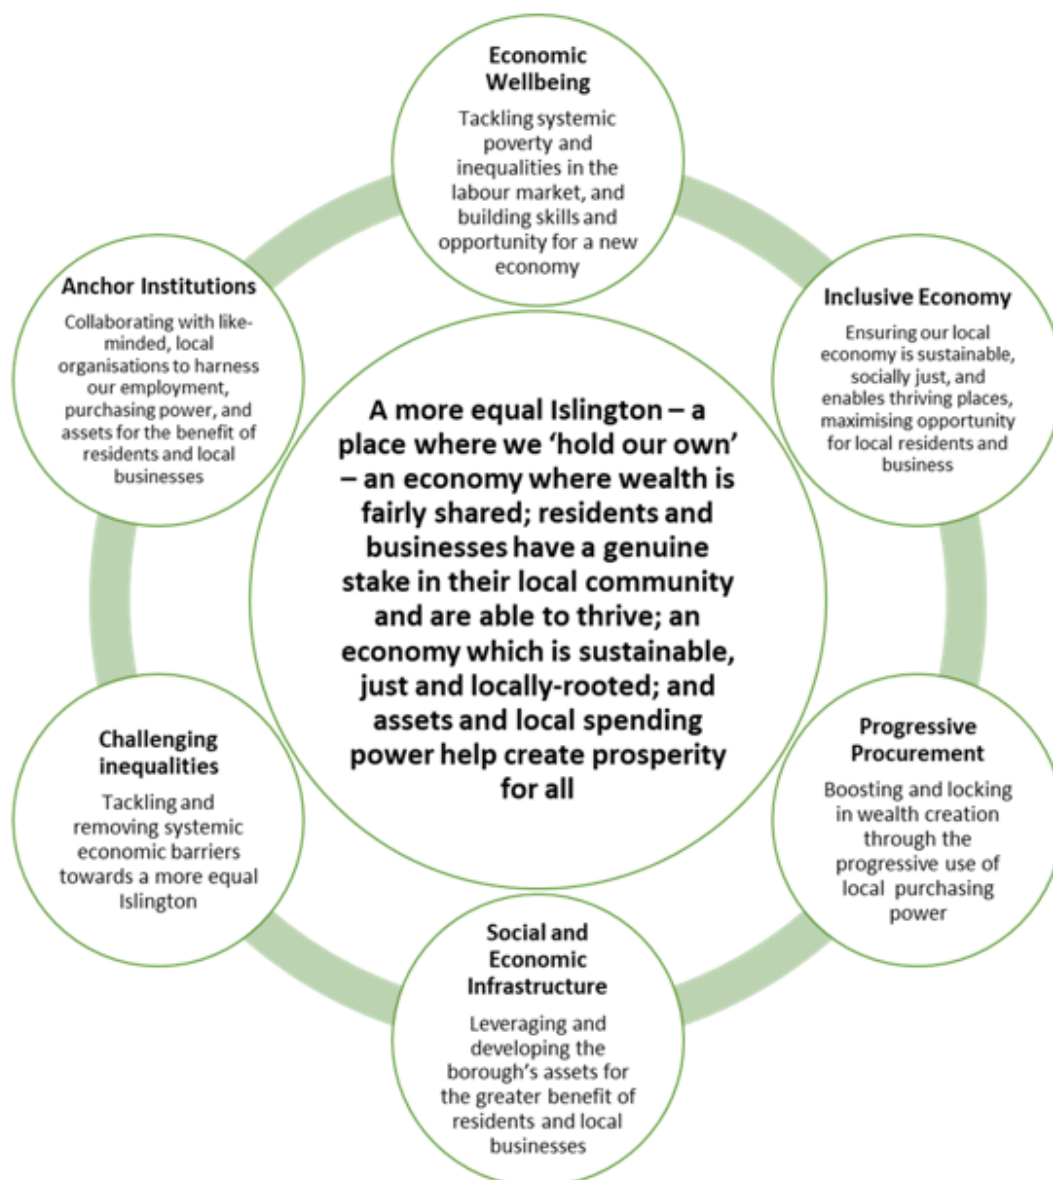 Economic
Wellbeing
Tackling systemic
poverty and
inequalities in the
labour market, and
building skills and
opportunity for a new
economy
Inclusive Economy
Ensuring our local
economy is sustainable,
socially just, and
enables thriving places,
maximising opportunity
for local residents and
business
Progressive
Procurement
Boosting and locking
in wealth creation
through the
progressive use of
local purchasing
power
Social and
Economic
Infrastructure
Leveraging and
developing the
borough's assets for
the greater benefit of
residents and local
businesses
Challenging
inequalities
Tackling and
removing systemic
economic barriers
towards a more equal
Islington
Anchor Institutions
Collaborating with like-
minded, local
organisations to harness
our employment,
purchasing power, and
assets for the benefit of
residents and local
businesses
A more equal Islington – a
place where we ‘hold our own’
– an economy where wealth is
fairly shared; residents and
businesses have a genuine
stake in their local community
and are able to thrive; an
economy which is sustainable,
just and locally-rooted; and
assets and local spending
power help create prosperity
for all